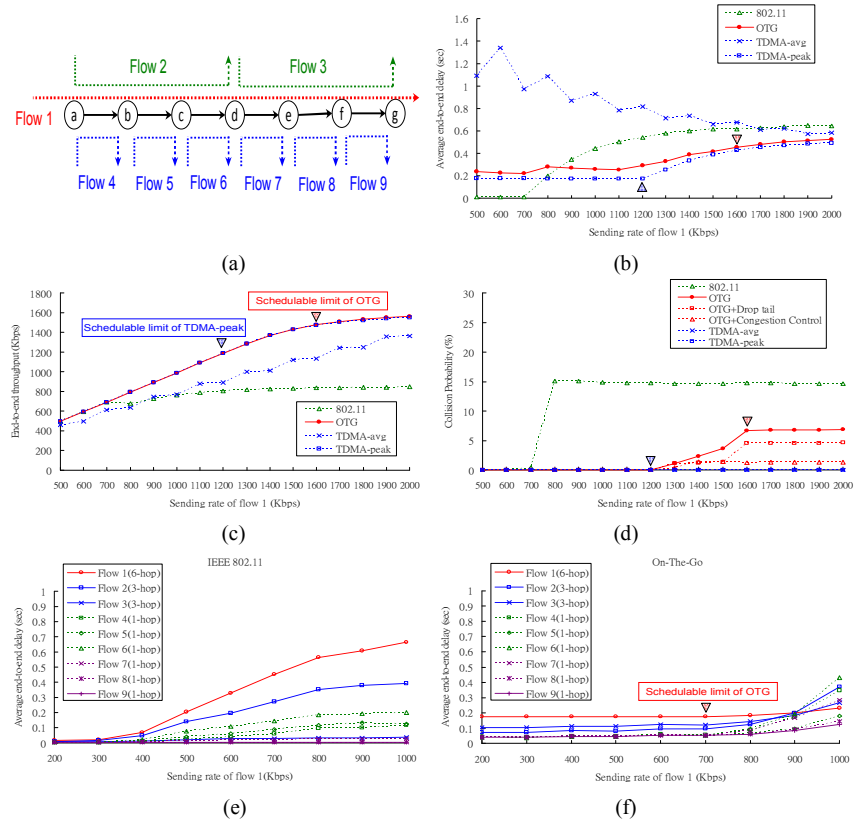 Flow 2
Flow 3
Flow 1
a
b
c
d
e
f
g
Flow 4
Flow 5
Flow 6
Flow 7
Flow 8
Flow 9
(a)
Average end-to-end delay (sec)
1.8
1.6
1.4
1.2
1
0.8
0.6
0.4
0.2
0
802.11
OTG
TDMA-avg
TDMA-peak
500 600 700 800 900 1000 1100 1200 1300 1400 1500 1600 1700 1800 1900 2000
Sending rate of flow 1 (Kbps)
(b)
End-to-end throughput(Kbps)
1800
1600
1400
1200
1000
800
600
400
200
0
Schedulable limit of OTG
Schedulable limit of TDMA-peak
802.11
OTG
TDMA-avg
TDMA-peak
500 600 700 800 900 1000 1100 1200 1300 1400 1500 1600 1700 1800 1900 2000
Sending rate of flow 1 (Kbps)
(c)
Collision Probability (%)
30
25
20
15
10
5
0
802.11
OTG
OTG+Drop tail
OTG+Congestion Control
TDMA-avg
TDMA-peak
500 600 700 800 900 1000 1100 1200 1300 1400 1500 1600 1700 1800 1900 2000
Sending rate of flow 1 (Kbps)
(d)
IEEE 802.11
Average end-to-end delay (sec)
1
0.9
0.8
0.7
0.6
0.5
0.4
0.3
0.2
0.1
0
Flow 1(6-hop)
Flow 2(3-hop)
Flow 3(3-hop)
Flow 4(1-hop)
Flow 5(1-hop)
Flow 6(1-hop)
Flow 7(1-hop)
Flow 8(1-hop)
Flow 9(1-hop)
200 300 400 500 600 700 800 900 1000
Sending rate of flow 1(Kbps)
(e)
On-The-Go
Average end-to-end delay (sec)
1
0.9
0.8
0.7
0.6
0.5
0.4
0.3
0.2
0.1
0
Flow 1(6-hop)
Flow 2(3-hop)
Flow 3(3-hop)
Flow 4(1-hop)
Flow 5(1-hop)
Flow 6(1-hop)
Flow 7(1-hop)
Flow 8(1-hop)
Flow 9(1-hop)
Schedulable limit of OTG
200 300 400 500 600 700 800 900 1000
Sending rate of flow 1 (Kbps)
(f)